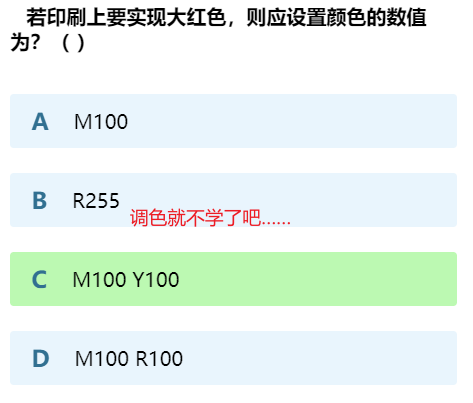 若印刷上要实现大红色，则应设置颜色的数值
为？（ ）
A M100
B R255
调色就不学了吧......
C M100 Y100
D M100 R100